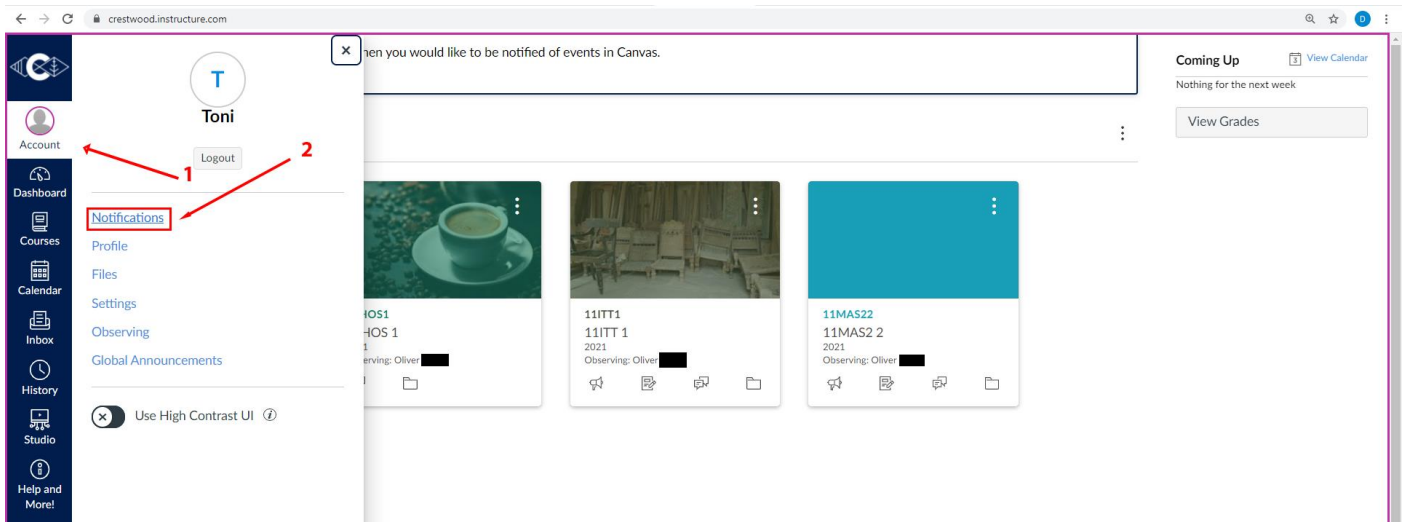 crestwood.instructure.com
D
T
Toni
Logout
Account
Dashboard
Courses
Calendar
Inbox
History
Studio
Help and
More!
1
2
Notifications
Profile
Files
Settings
Observing
Global Announcements
Use High Contrast UI
hen you would like to be notified of events in Canvas.
HOS1
HOS 1
1
erving: Oliver
11ITT1
11ITT 1
2021
Observing: Oliver
11MAS22
11MAS2 2
2021
Observing: Oliver
Coming Up
3
View Calendar
Nothing for the next week
View Grades